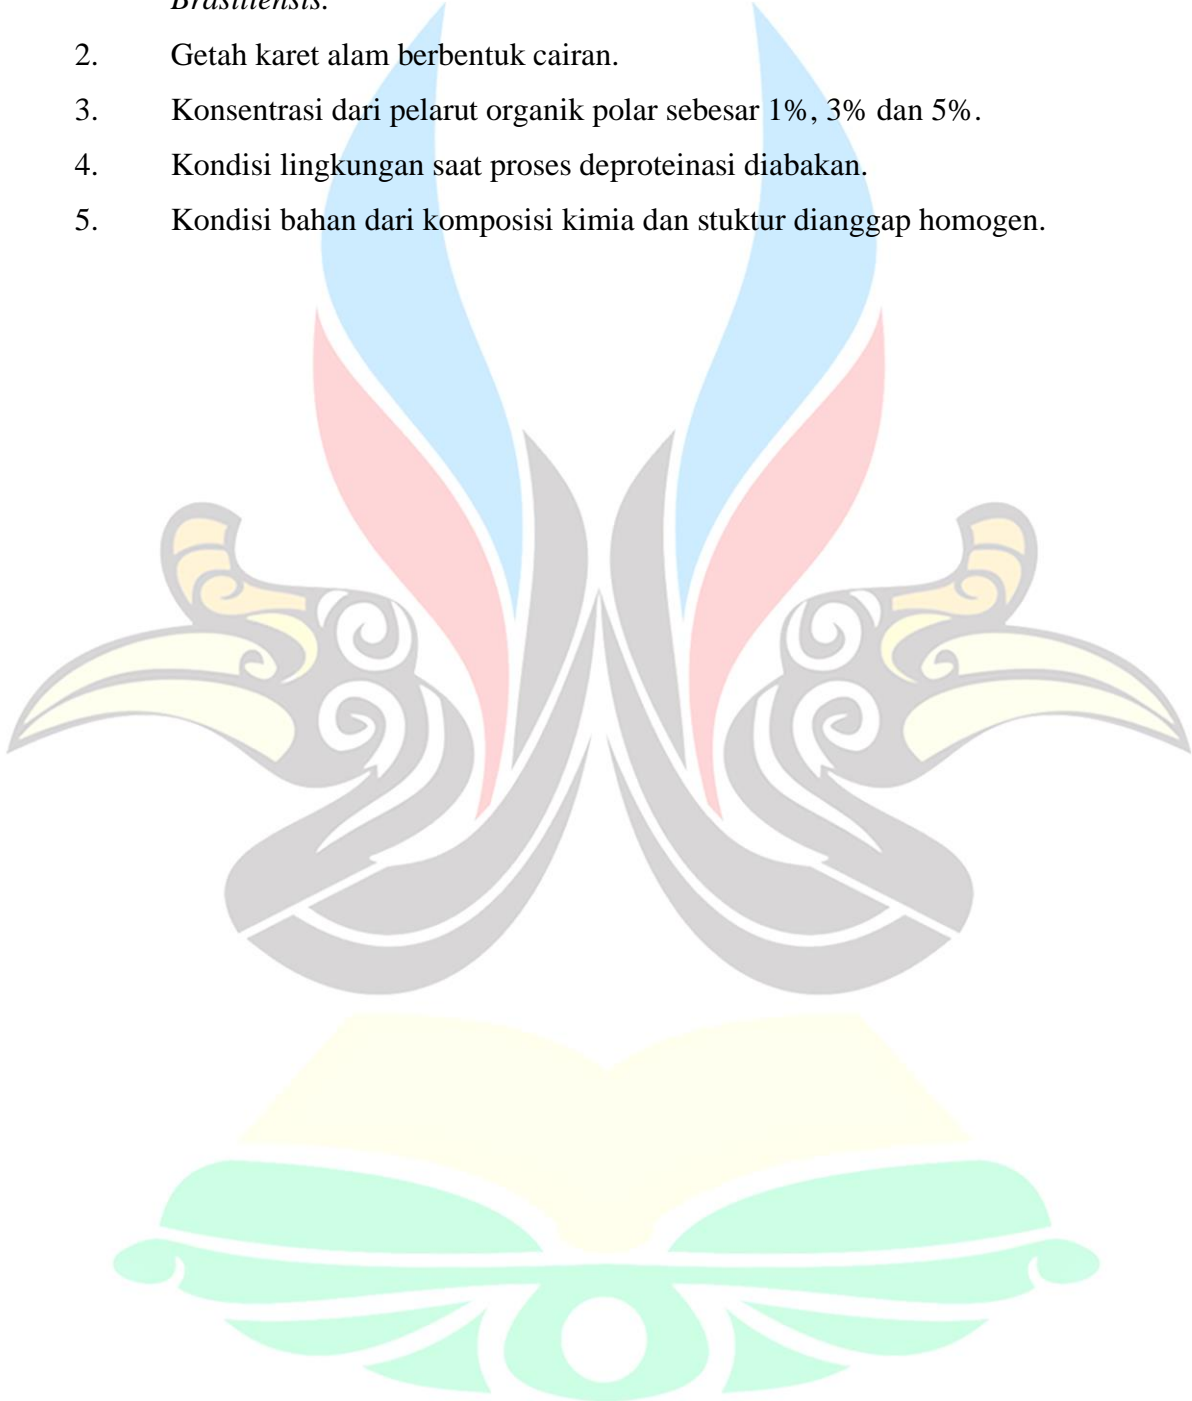 Brasiliensis.
2. Getah karet alam berbentuk cairan.
3. Konsentrasi dari pelarut organik polar sebesar 1%, 3% dan 5%.
4. Kondisi lingkungan saat proses deproteinasi diabakan.
5. Kondisi bahan dari komposisi kimia dan stuktur dianggap homogen.